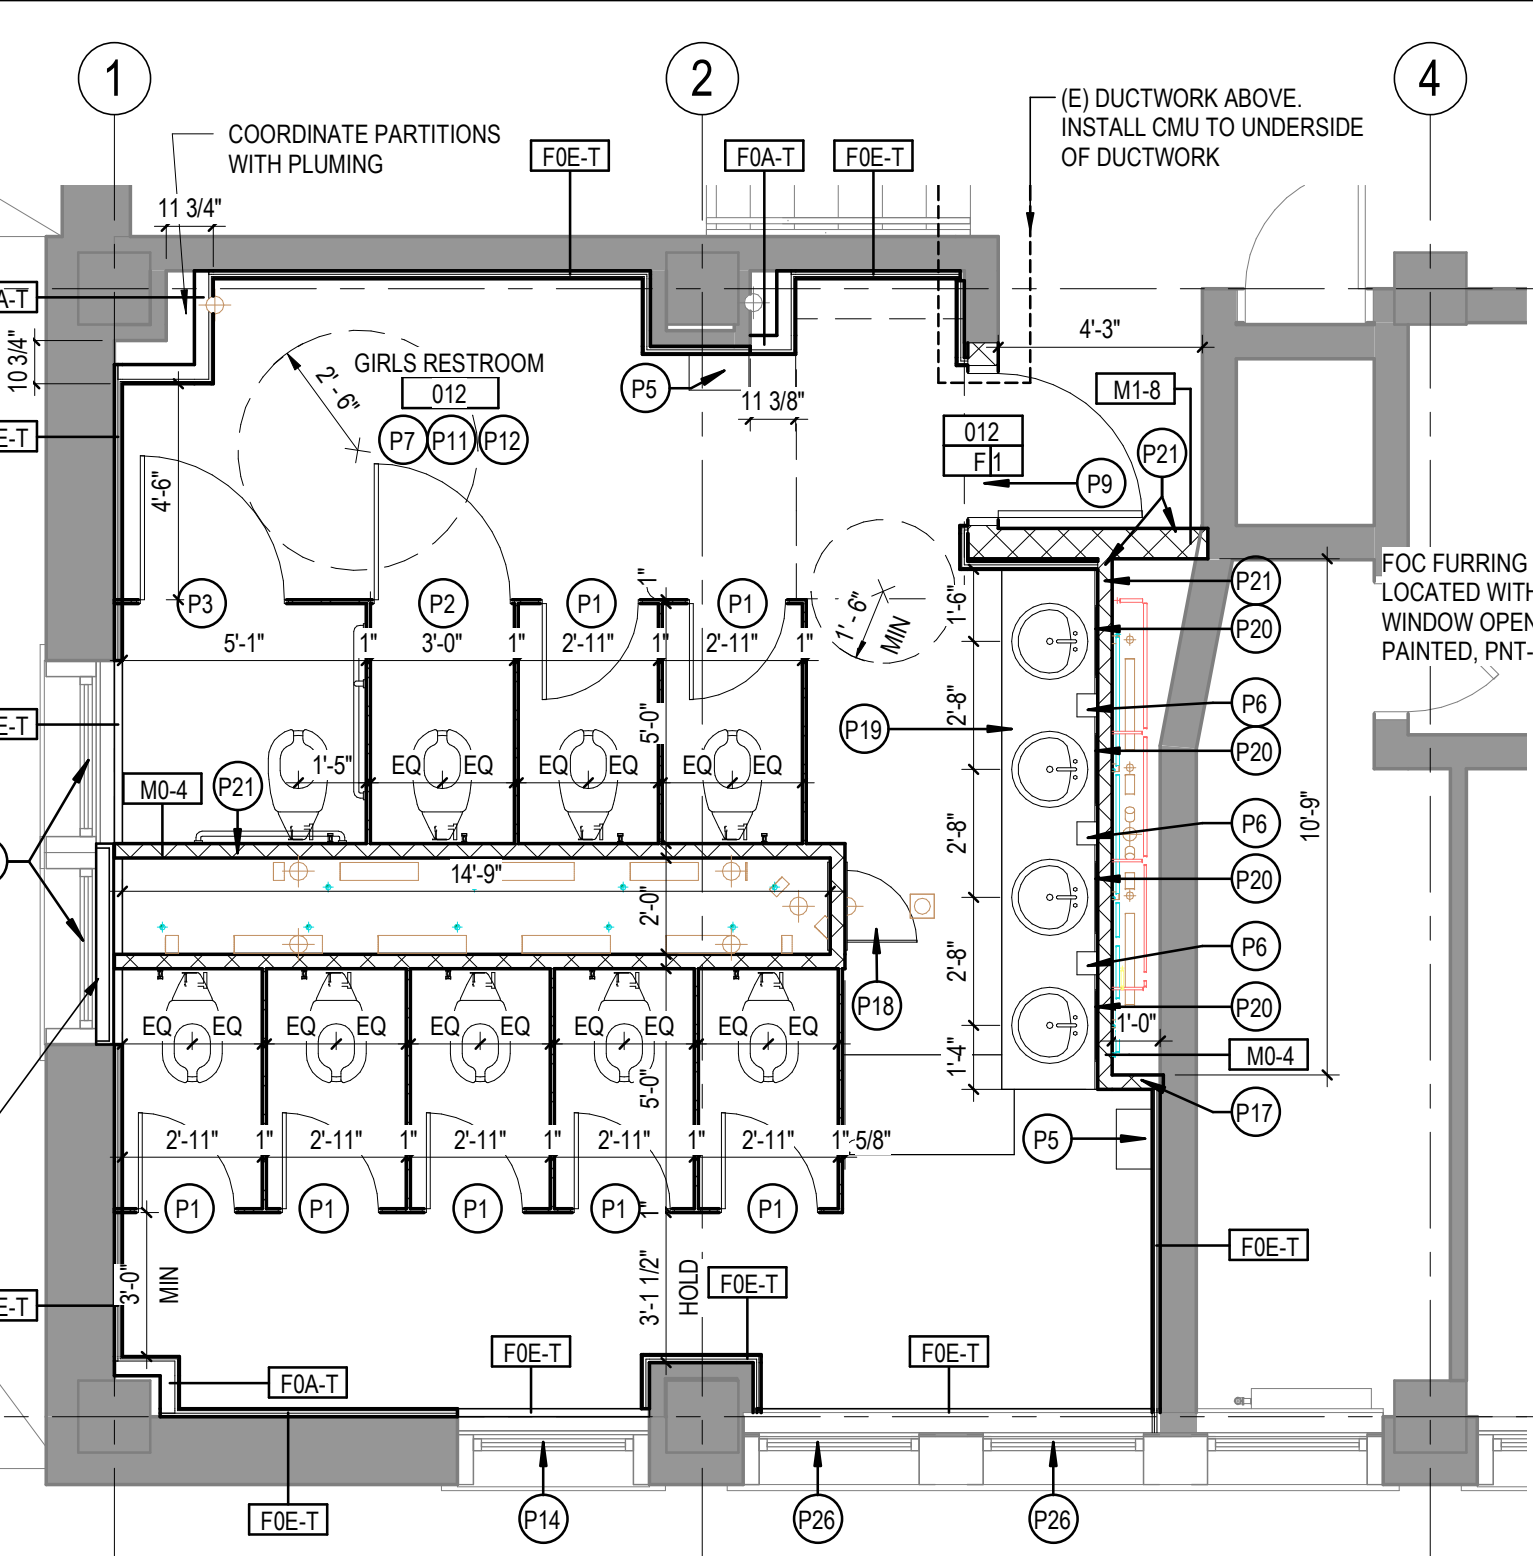 1
2
4
COORDINATE PARTITIONS
WITH PLUMING
(E) DUCTWORK ABOVE.
INSTALL CMU TO UNDERSIDE
OF DUCTWORK
F0E-T
F0A-T
F0E-T
11 3/4"
A-T
10 3/4"
E-T
4'-3"
GIRLS RESTROOM
012
2' - 6"
P7
P11
P12
P5
11 3/8"
M1-8
012
F 1
P9
P21
4'-6"
P3
P2
P1
P1
1"
1' - 6"
MIN
1'-6"
P21
FOC FURRING
LOCATED WITH
WINDOW OPEN
PAINTED, PNT-
P20
5'-1"
1"
3'-0"
1"
2'-11"
1"
2'-11"
1"
E-T
5'-0"
P19
2'-8"
P6
P20
1'-5"
EQ
EQ
EQ
EQ
EQ
EQ
M0-4
P21
2'-8"
P6
10'-9"
14'-9"
2'-0"
P20
2'-8"
P6
P18
P20
1'-0"
EQ
EQ
EQ
EQ
EQ
EQ
EQ
EQ
EQ
EQ
5'-0"
1'-4"
M0-4
P17
P5
2'-11"
1"
2'-11"
1"
2'-11"
1"
2'-11"
1"
2'-11"
1"
5/8"
P1
P1
P1
P1
P1
1"
F0E-T
3'-0"
MIN
3'-1 1/2"
HOLD
F0E-T
E-T
F0E-T
F0E-T
F0A-T
F0E-T
P14
P26
P26